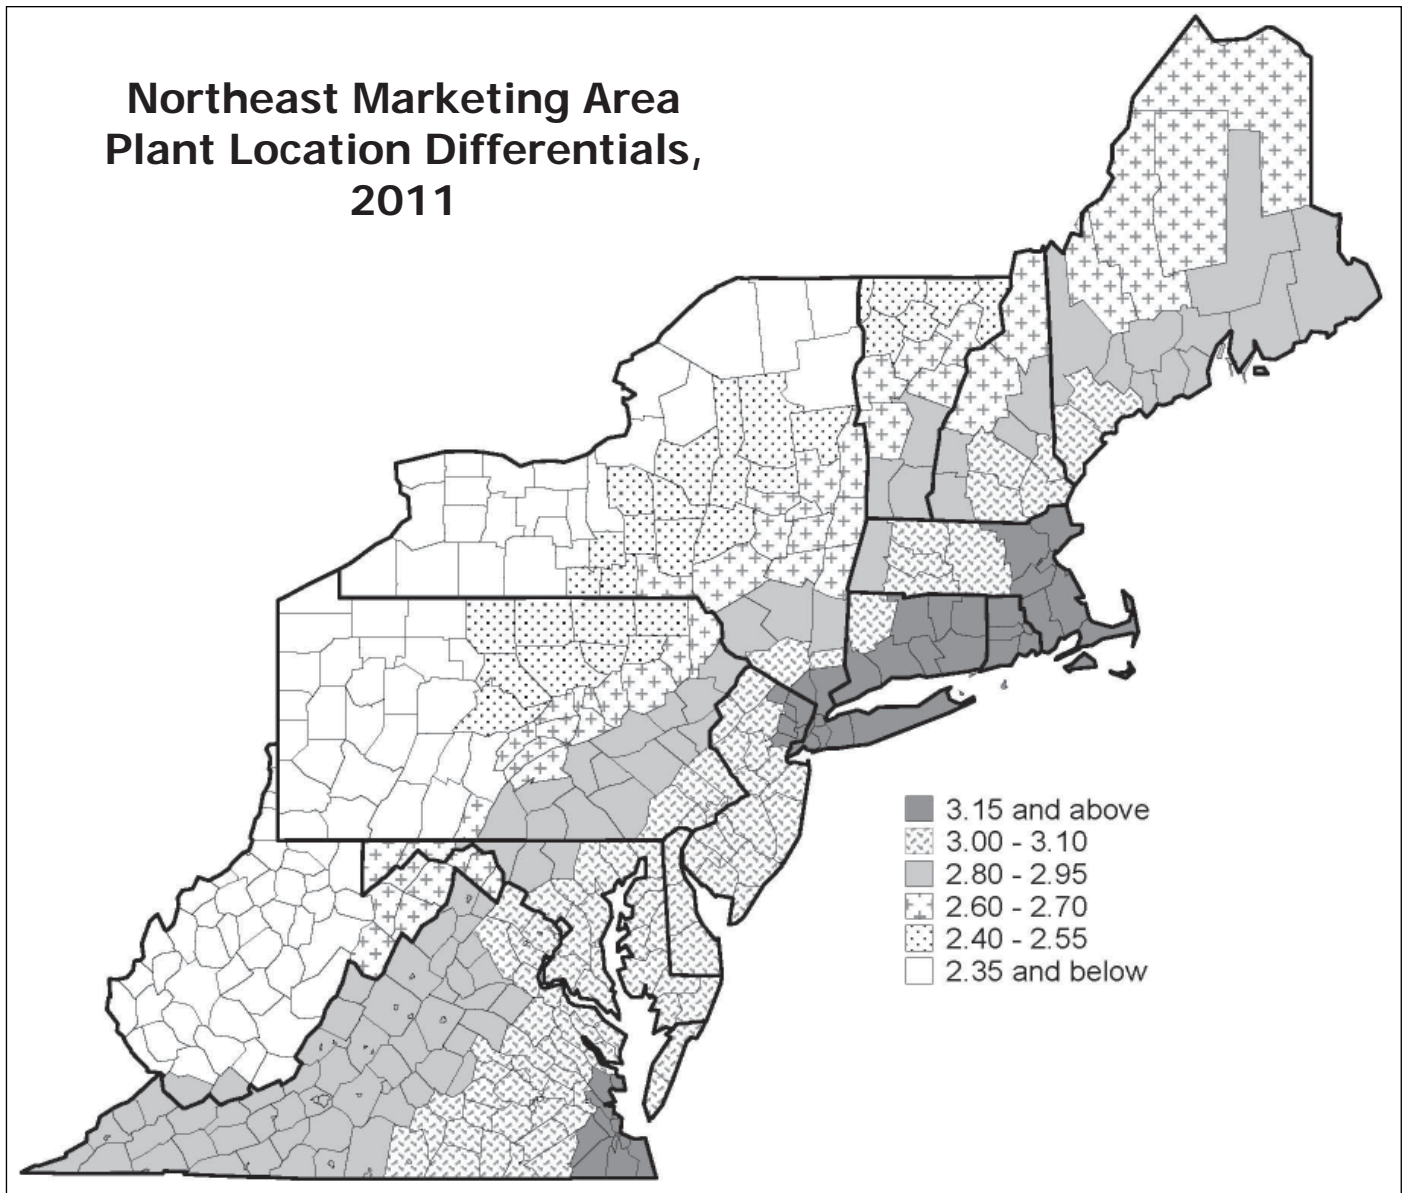 Northeast Marketing Area
Plant Location Differentials,
2011
3.15 and above
3.00 - 3.10
2.80 - 2.95
2.60 - 2.70
2.40 - 2.55
2.35 and below